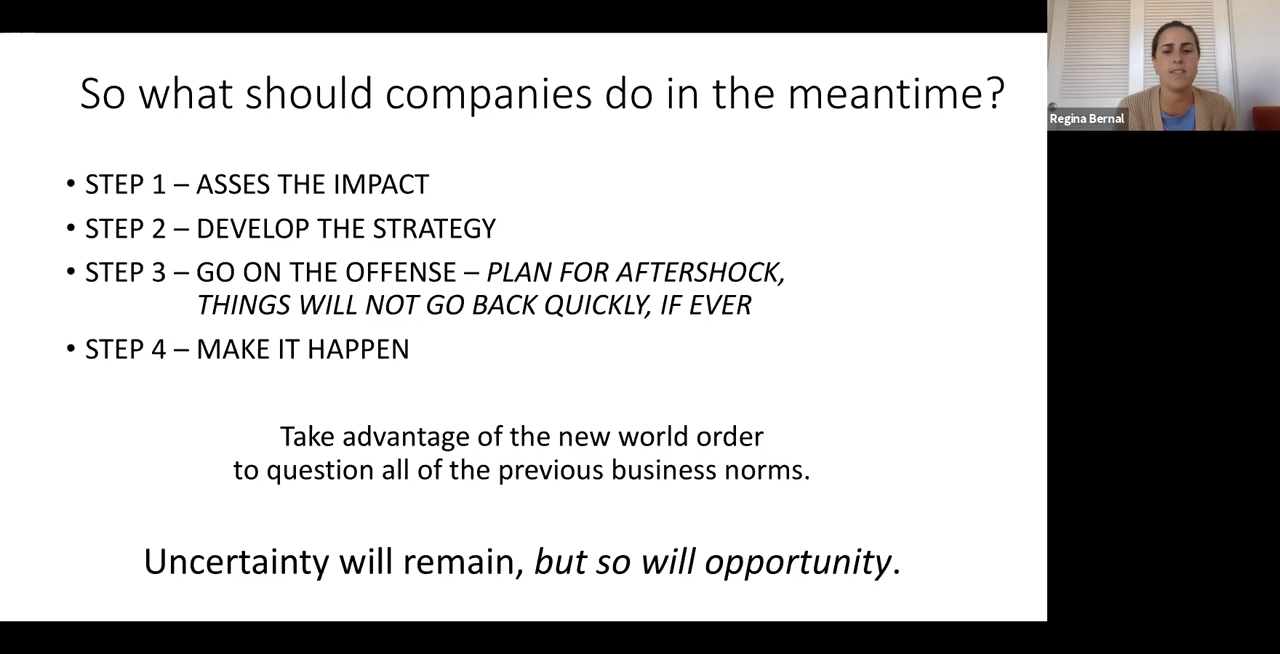 So what should companies do in the meantime?
• STEP 1 – ASSES THE IMPACT
• STEP 2 – DEVELOP THE STRATEGY
• STEP 3 – GO ON THE OFFENSE – PLAN FOR AFTERSHOCK,
THINGS WILL NOT GO BACK QUICKLY, IF EVER
• STEP 4 – MAKE IT HAPPEN
Take advantage of the new world order
to question all of the previous business norms.
Uncertainty will remain, but so will opportunity.
Regina Bernal